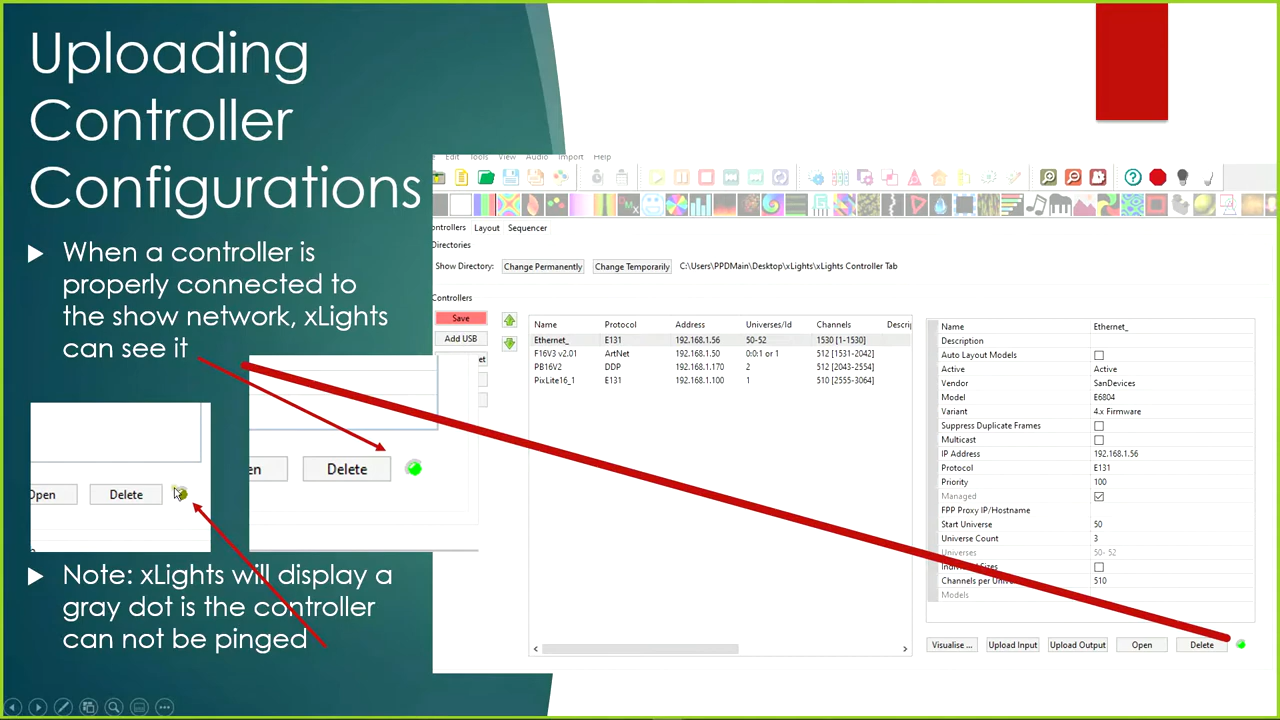 Uploading
Controller
Configurations
When a controller is
properly connected to
the show network, xLights
can see it
Open
Delete
en
Delete
Note: xLights will display a
gray dot is the controller
can not be pinged
Edit Tools View Audio Import Help
ntrollers Layout Sequencer
Directories
Show Directory: Change Permanently Change Temporarily C:\Users\PPDMain\Desktop\xLights\xLights Controller Tab
Controllers
Save
Add USB
et
Name Protocol Address Universes/Id Channels Descrip
Ethernet_ E131 192.168.1.56 50-52 1530 [1-1530]
F16V3 v2.01 ArtNet 192.168.1.50 0:0:1 or 1 512 [1531-2042]
PB16V2 DDP 192.168.1.170 2 512 [2043-2554]
PixLite16_1 E131 192.168.1.100 1 510 [2555-3064]
Name Ethernet_
Description
Auto Layout Models
Active Active
Vendor SanDevices
Model E6804
Variant 4.x Firmware
Suppress Duplicate Frames
Multicast
IP Address 192.168.1.56
Protocol E131
Priority 100
Managed
FPP Proxy IP/Hostname
Start Universe 50
Universe Count 3
Universes 50- 52
Sizes
Channels per 510
Models
Visualise ... Upload Input Upload Output Open Delete